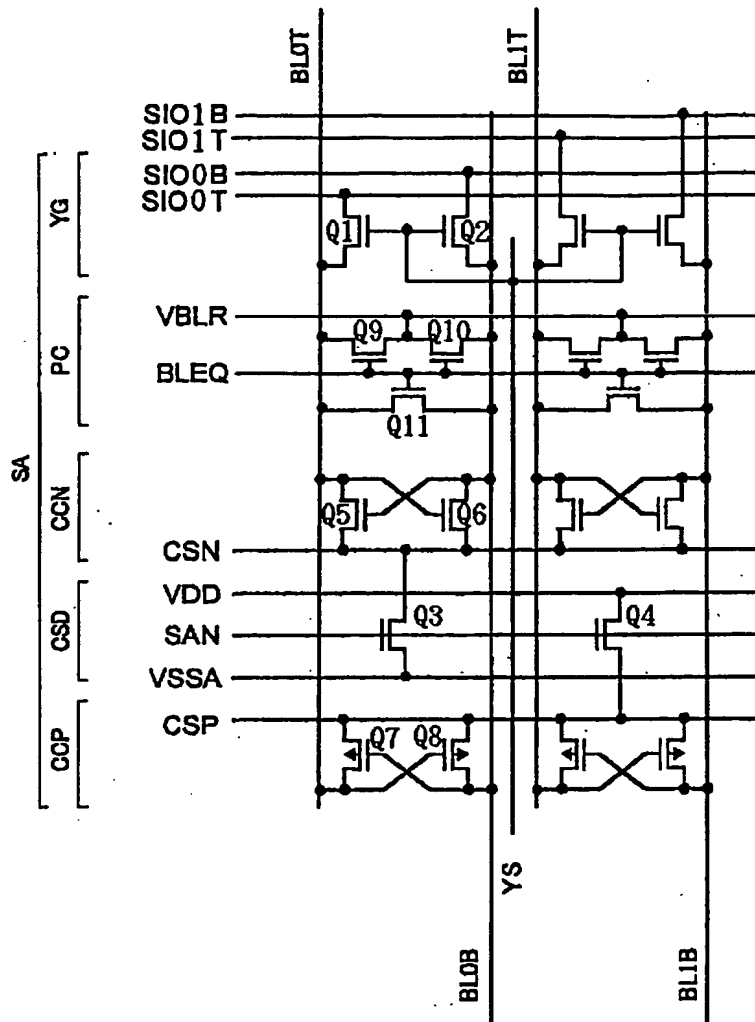 BL0T
BL1T
SIO1B
SIO1T
SIO0B
SIO0T
YG
Q1
Q2
VBLR
Q9
Q10
PC
BLEQ
Q11
SA
CCN
Q5
Q6
CSN
VDD
Q3
Q4
CSD
SAN
VSSA
CSP
CCP
Q7
Q8
YS
BL0B
BL1B